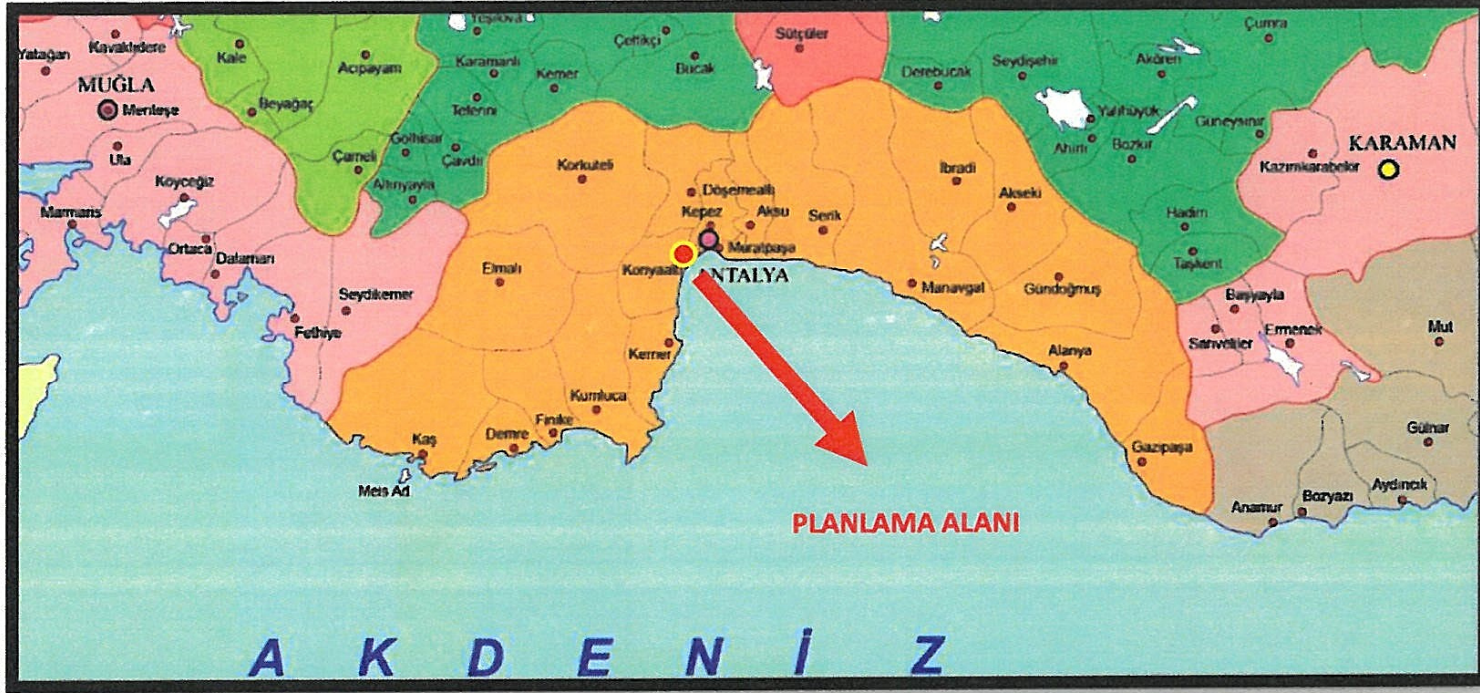 Yeşilova
Kavaklıdere
Yatağan
Kale
Acıpayam
Karamanlı
Kemer
Çeltikçi
Bucak
Sütçüler
Derebucak
Seydişehir
Akören
Çumra
MUĞLA
Menteşe
Beyağaç
Tefenni
Yalıhüyük
Güneysınır
Ula
Çameli
Gölhisar
Çavdır
Ahırlı
Bozkır
KARAMAN
Kazımkarabekir
Köyceğiz
Altınyayla
Korkuteli
Döşemealtı
İbradı
Akseki
Marmaris
Kepez
Aksu
Serik
Hadim
Ortaca
Dalaman
Muratpaşa
Taşkent
Elmalı
Konyaaltı
ANTALYA
Manavgat
Gündoğmuş
Seydikemer
Başyayla
Fethiye
Sarıveliler
Ermenek
Mut
Kemer
Alanya
Kumluca
Kaş
Demre
Finike
Gazipaşa
Gülnar
Meis Ad
Anamur
Bozyazı
Aydıncık
PLANLAMA ALANI
AKDENİZ